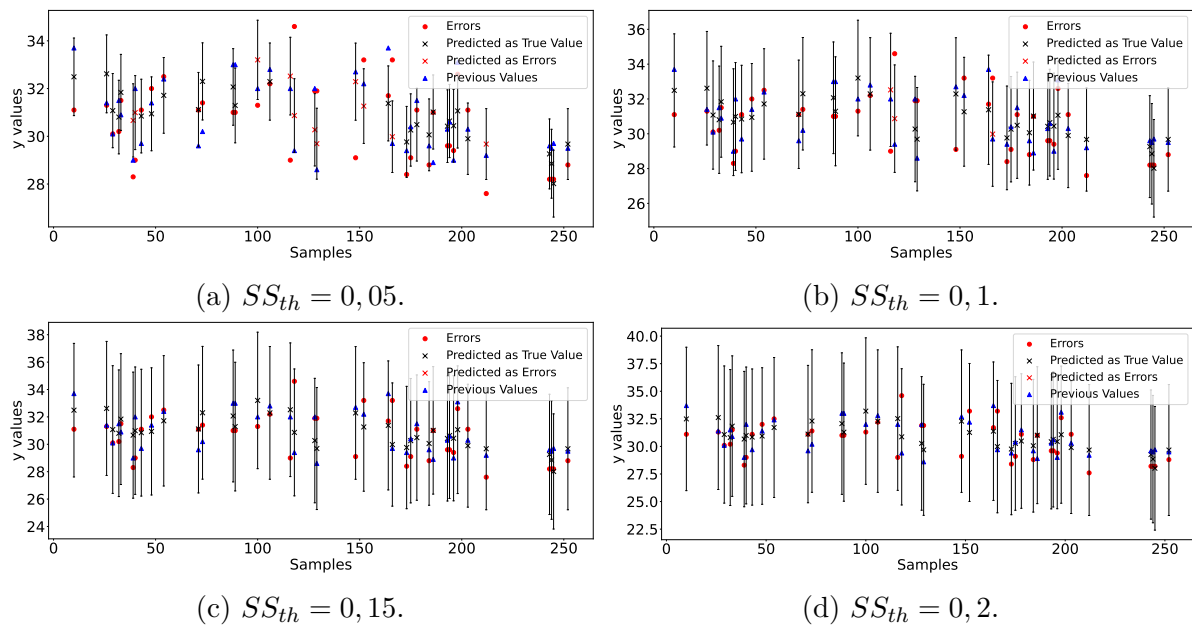 34
32
30
28
y values
0
50
100
150
200
250
Samples
Errors
Predicted as True Value
Predicted as Errors
Previous Values
(a) SS_th = 0, 05.
36
34
32
30
28
26
y values
0
50
100
150
200
250
Samples
Errors
Predicted as True Value
Predicted as Errors
Previous Values
(b) SS_th = 0, 1.
38
36
34
32
30
28
26
24
y values
0
50
100
150
200
250
Samples
Errors
Predicted as True Value
Predicted as Errors
Previous Values
(c) SS_th = 0, 15.
40.0
37.5
35.0
32.5
30.0
27.5
25.0
22.5
y values
0
50
100
150
200
250
Samples
Errors
Predicted as True Value
Predicted as Errors
Previous Values
(d) SS_th = 0, 2.